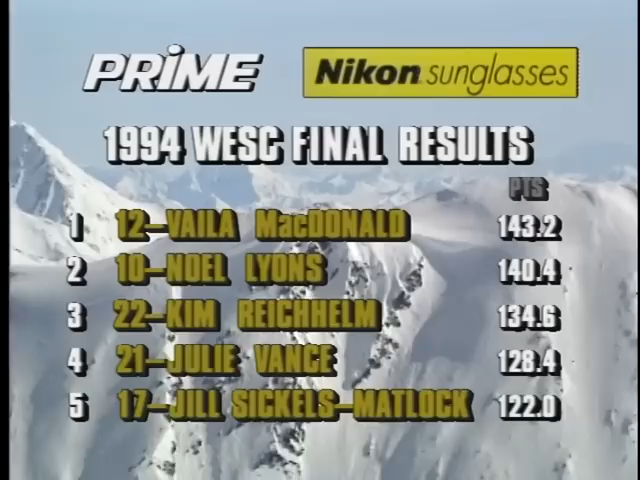 PRiME
Nikon sunglasses
1994 WESC FINAL RESULTS
PTS
1 12-VAILA MacDONALD 143.2
2 10-NOEL LYONS 140.4
3 22-KIM REICHHELM 134.6
4 21-JULIE VANCE 128.4
5 17-JILL SICKELS-MATLOCK 122.0